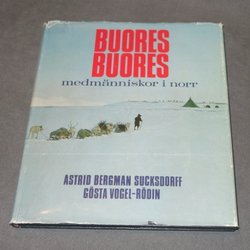 BUORES
BUORES
medmänniskor i norr
ASTRID BERGMAN SUCKSDORFF
GÖSTA VOGEL-RÖDIN